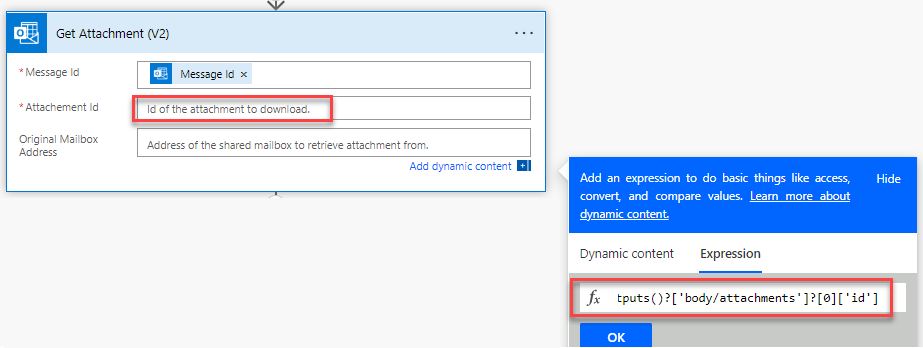 Get Attachment (V2)
...
* Message Id
Message Id ×
* Attachement Id
Id of the attachment to download.
Original Mailbox
Address
Address of the shared mailbox to retrieve attachment from.
Add dynamic content +
Add an expression to do basic things like access,
convert, and compare values. Learn more about
dynamic content.
Hide
Dynamic content
Expression
fx
tputs()?['body/attachments']?[0]['id']
OK